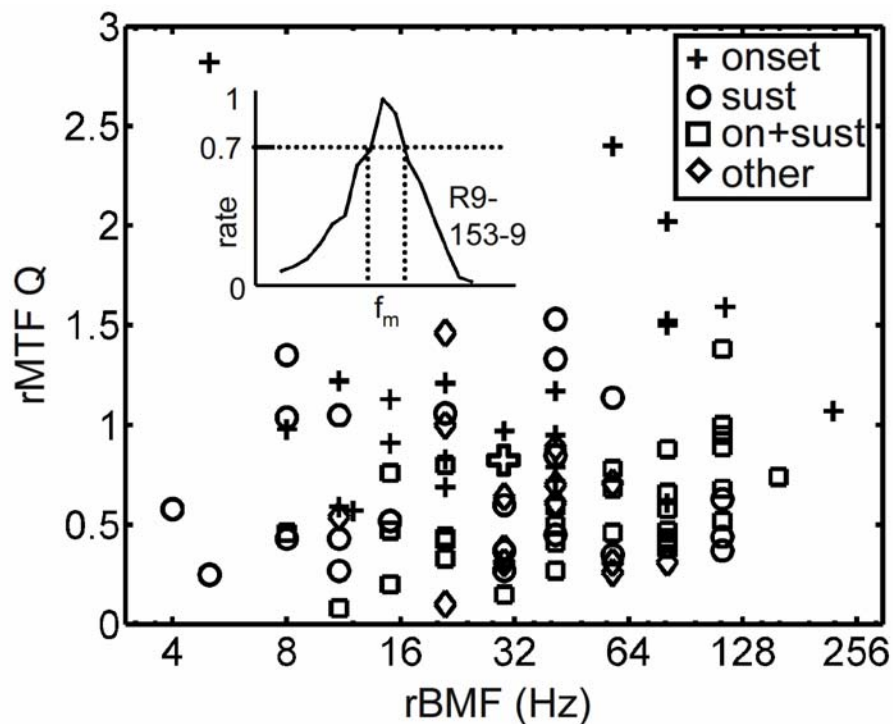 3
2.5
2
1.5
1
0.5
0
rMTF Q
4 8 16 32 64 128 256
rBMF (Hz)
onset
sust
on+sust
other
1
0.7
0
rate
f_m
R9-
153-9